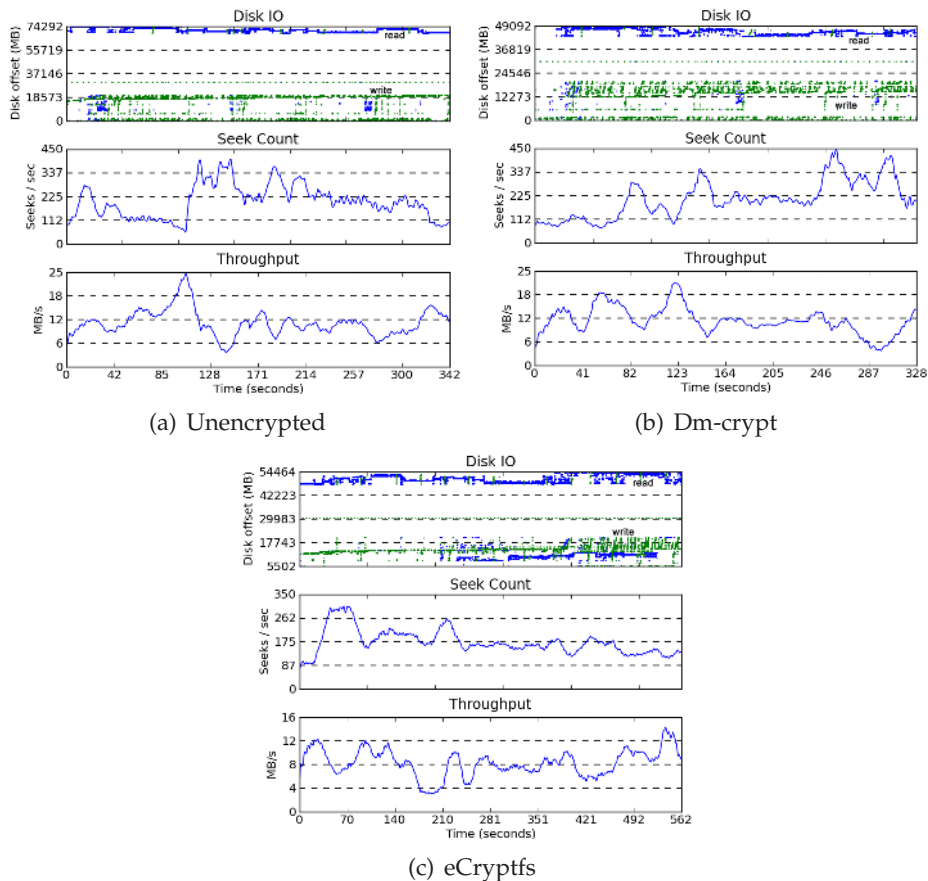 Disk IO
Disk offset (MB)
74292
55719
37146
18573
0
read
write
Seek Count
Seeks / sec
450
337
225
112
0
Throughput
MB/s
25
18
12
6
0
0 42 85 128 171 214 257 300 342
Time (seconds)
(a) Unencrypted
Disk IO
Disk offset (MB)
49092
36819
24546
12273
0
read
write
Seek Count
Seeks / sec
450
337
225
112
0
Throughput
MB/s
25
18
12
6
0
0 41 82 123 164 205 246 287 328
Time (seconds)
(b) Dm-crypt
Disk IO
Disk offset (MB)
54464
42223
29983
17743
5502
read
write
Seek Count
Seeks / sec
350
262
175
87
0
Throughput
MB/s
16
12
8
4
0
0 70 140 210 281 351 421 492 562
Time (seconds)
(c) eCryptfs